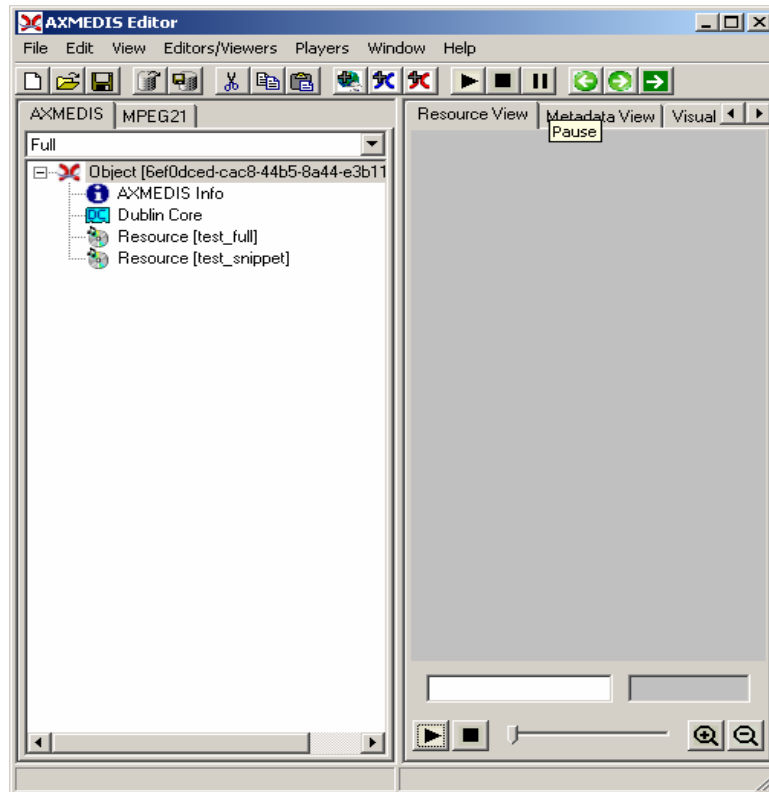 AXMEDIS Editor
File Edit View Editors/Viewers Players Window Help
AXMEDIS MPEG21
Full
Object [6ef0dced-cac8-44b5-8a44-e3b11
AXMEDIS Info
DC Dublin Core
Resource [test_full]
Resource [test_snippet]
Resource View Metadata View Visual
Pause